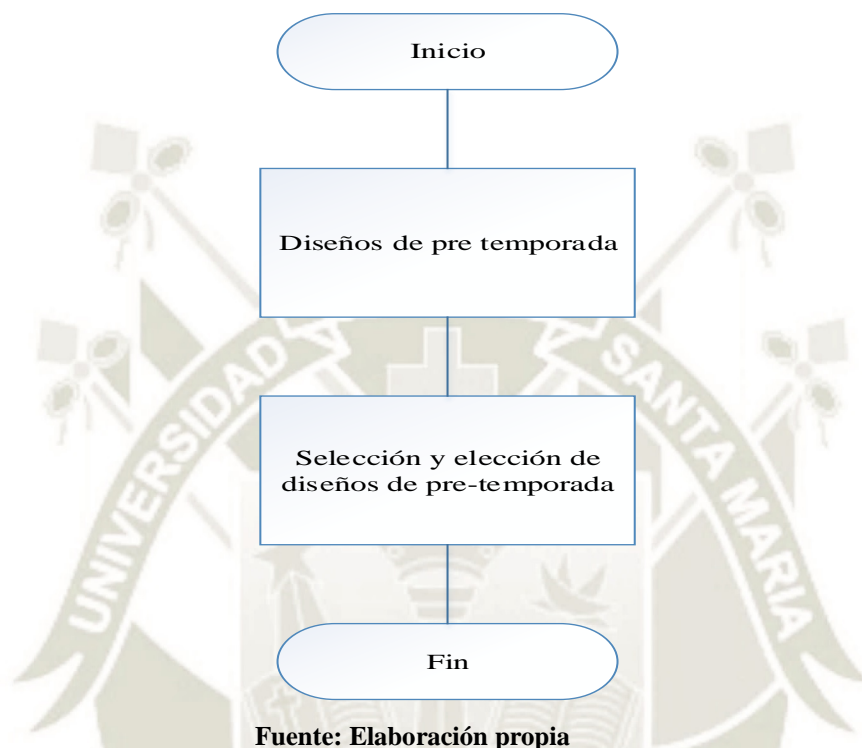 Inicio
Diseños de pre temporada
UNIVERSIDAD
SANTA MARIA
Selección y elección de
diseños de pre-temporada
Fin
Fuente: Elaboración propia